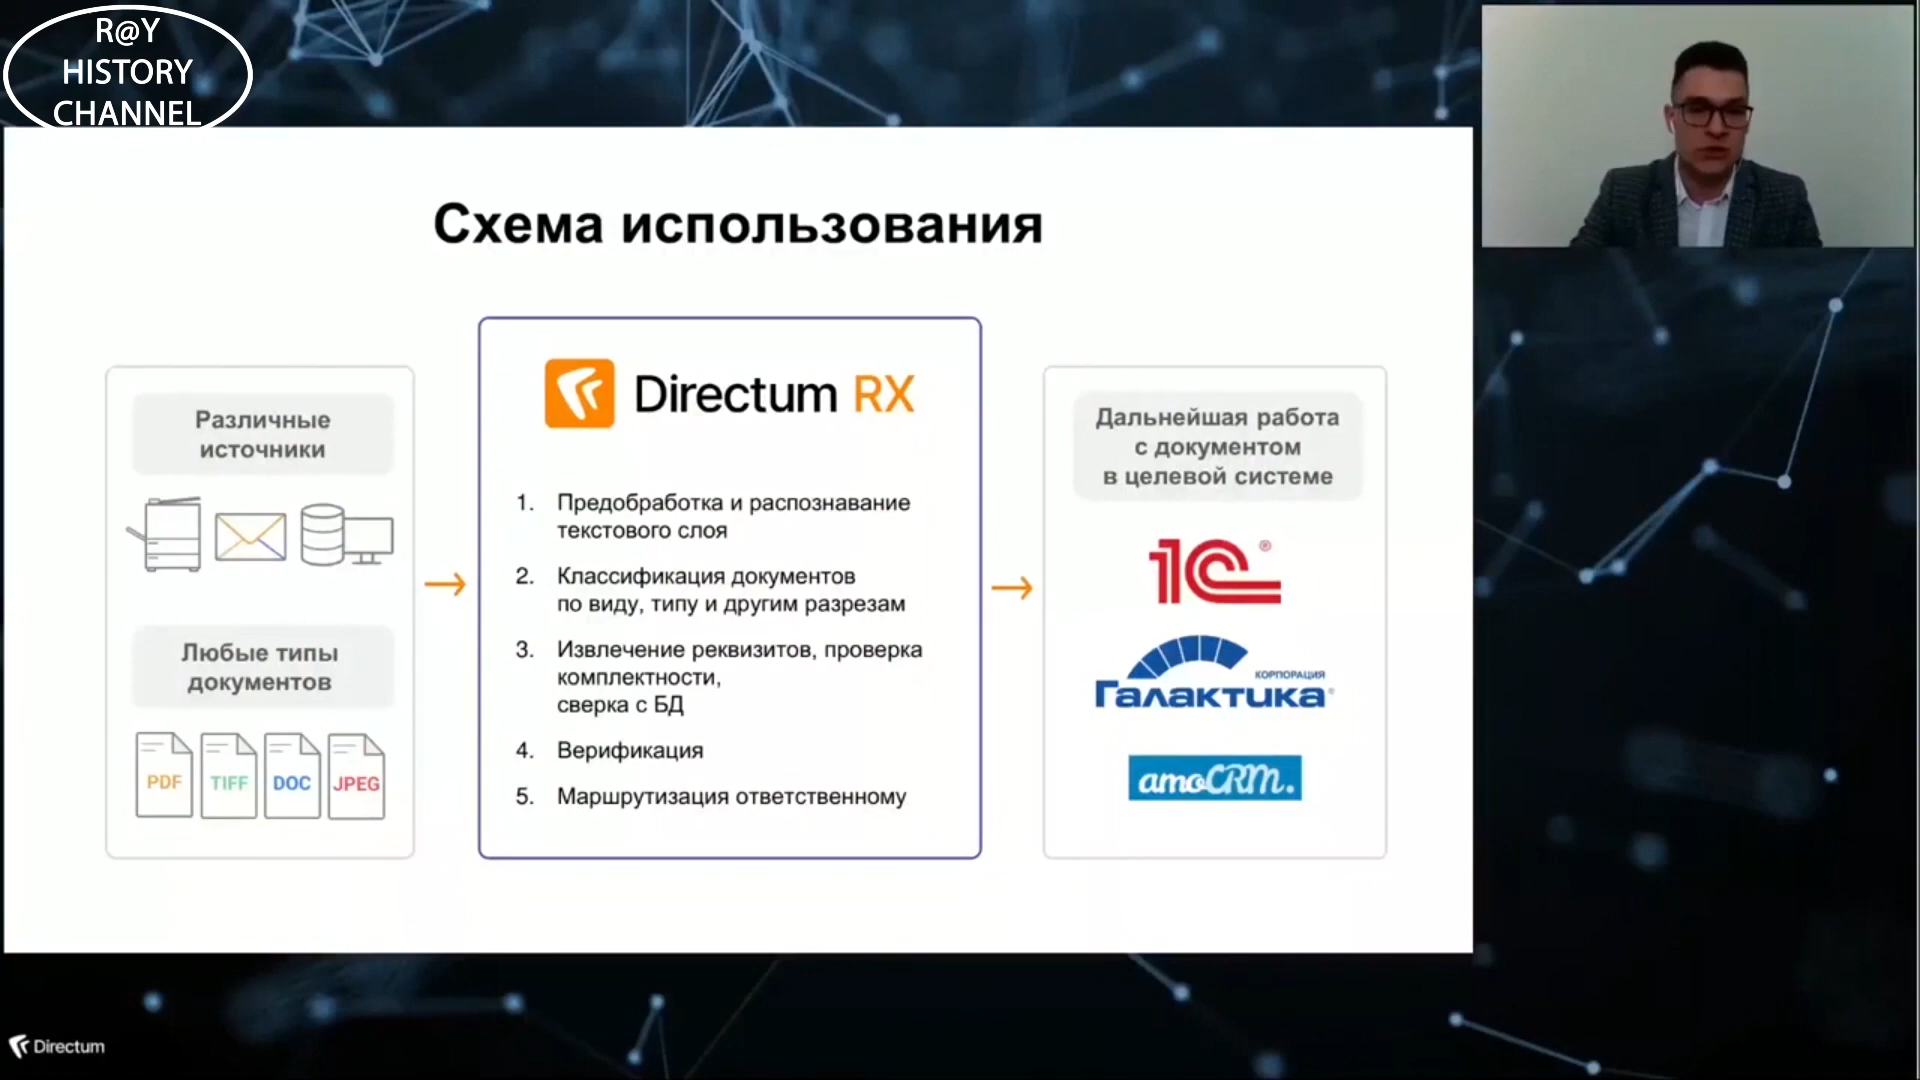 R@Y
HISTORY
CHANNEL
Схема использования
Различные
источники
Любые типы
документов
PDF
TIFF
DOC
JPEG
Directum RX
1. Предобработка и распознавание
текстового слоя
2. Классификация документов
по виду, типу и другим разрезам
3. Извлечение реквизитов, проверка
комплектности,
сверка с БД
4. Верификация
5. Маршрутизация ответственному
Дальнейшая работа
с документом
в целевой системе
1С®
КОРПОРАЦИЯ
Галактика®
amoCRM.
Directum